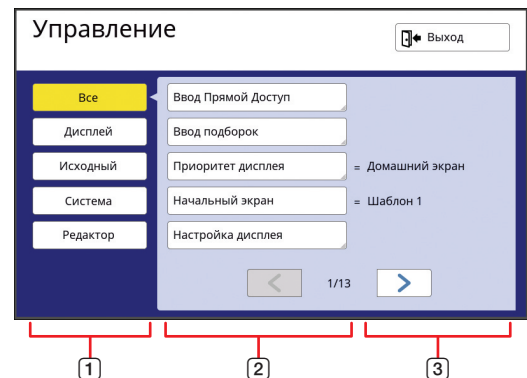 Управление
Выход
Все
Ввод Прямой Доступ
Дисплей
Ввод подборок
Исходный
Приоритет дисплея = Домашний экран
Система
Начальный экран = Шаблон 1
Редактор
Настройка дисплея
1/13
1 2 3